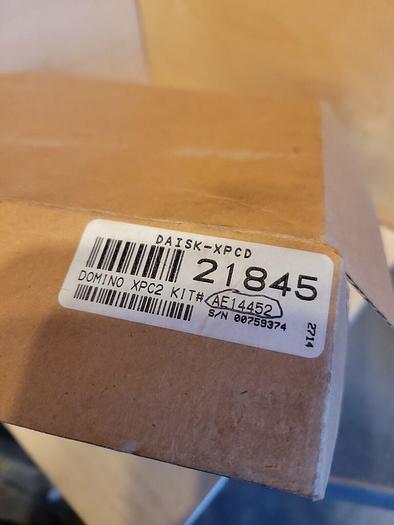 DAISK-XPCD
21845
DOMINO XPC2 KIT# AE14452
S/N 00759374
2714